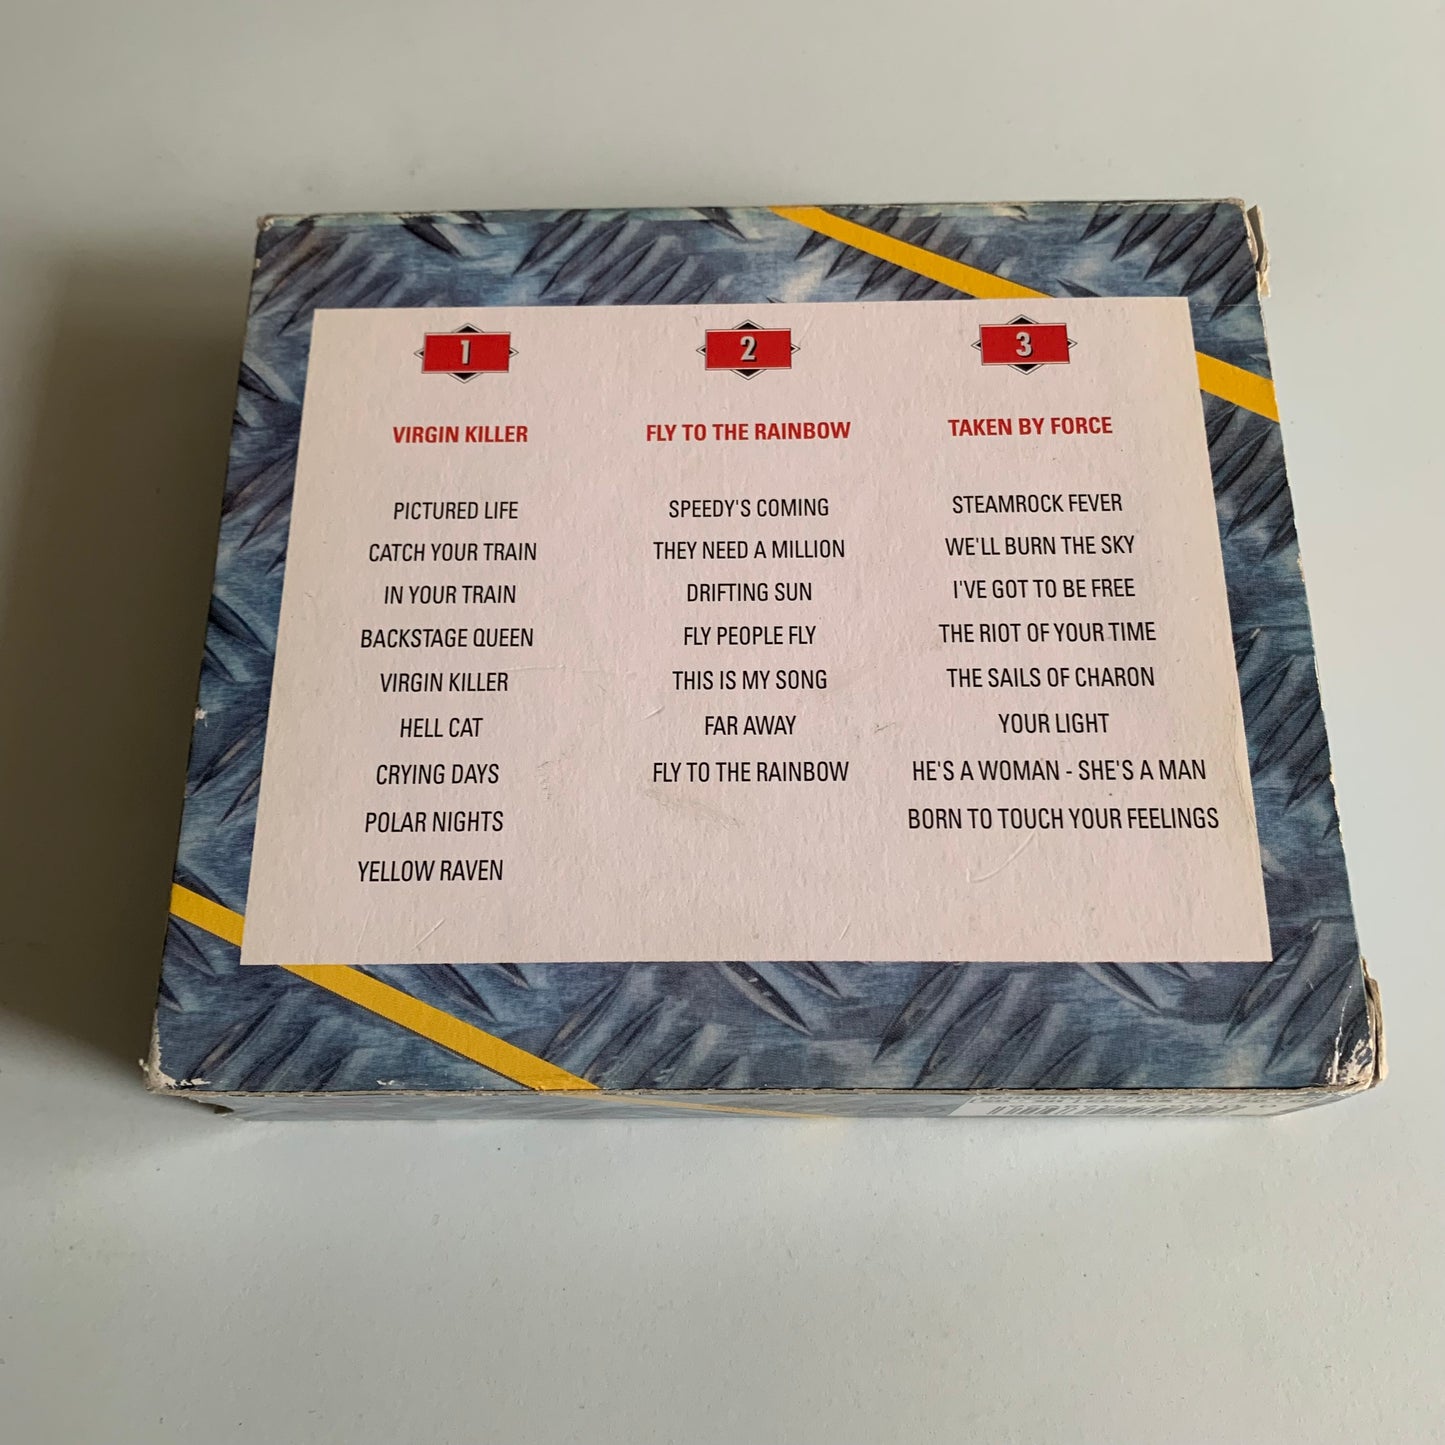 1
VIRGIN KILLER
PICTURED LIFE
CATCH YOUR TRAIN
IN YOUR TRAIN
BACKSTAGE QUEEN
VIRGIN KILLER
HELL CAT
CRYING DAYS
POLAR NIGHTS
YELLOW RAVEN
2
FLY TO THE RAINBOW
SPEEDY'S COMING
THEY NEED A MILLION
DRIFTING SUN
FLY PEOPLE FLY
THIS IS MY SONG
FAR AWAY
FLY TO THE RAINBOW
3
TAKEN BY FORCE
STEAMROCK FEVER
WE'LL BURN THE SKY
I'VE GOT TO BE FREE
THE RIOT OF YOUR TIME
THE SAILS OF CHARON
YOUR LIGHT
HE'S A WOMAN - SHE'S A MAN
BORN TO TOUCH YOUR FEELINGS